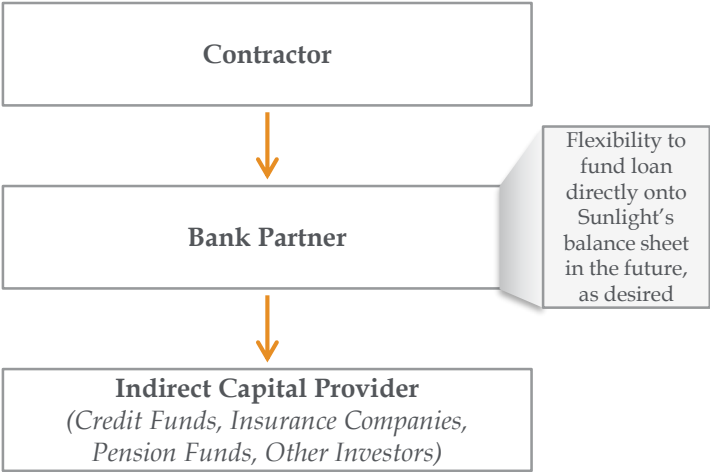 Contractor
Bank Partner
Flexibility to
fund loan
directly onto
Sunlight’s
balance sheet
in the future,
as desired
Indirect Capital Provider
(Credit Funds, Insurance Companies,
Pension Funds, Other Investors)